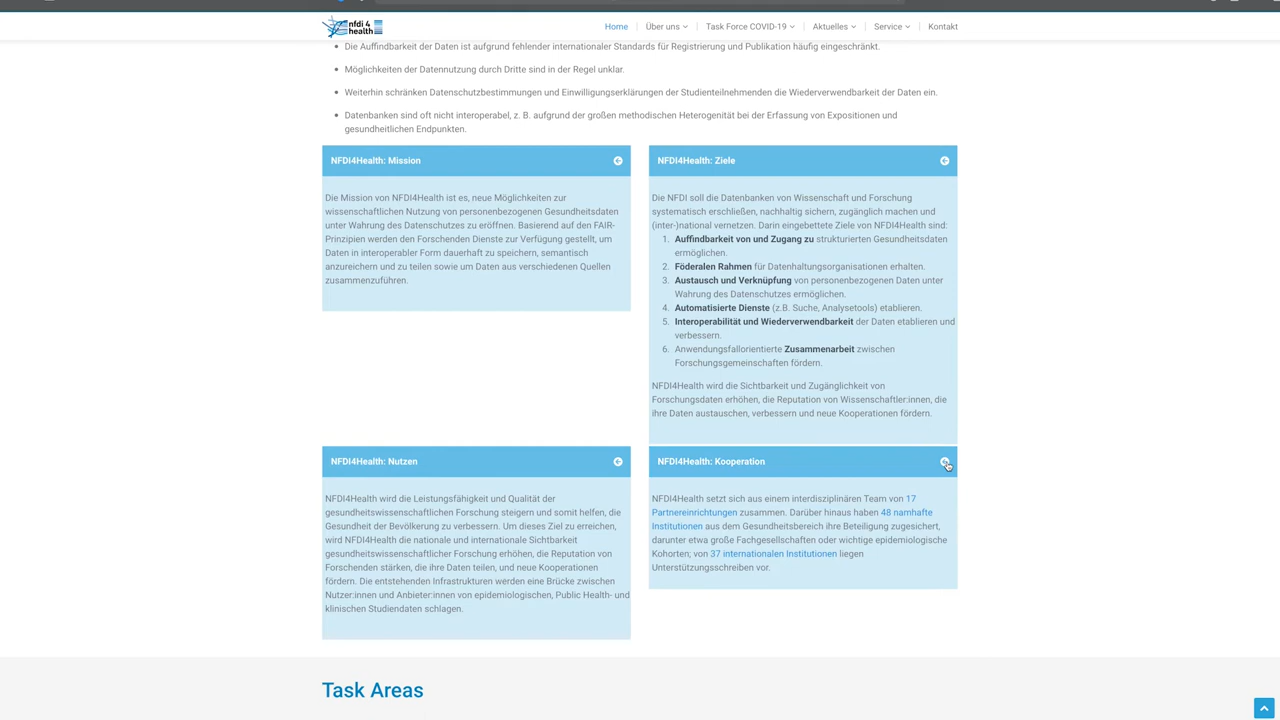 nfdi 4
health
Home
Über uns
Task Force COVID-19
Aktuelles
Service
Kontakt
Die Auffindbarkeit der Daten ist aufgrund fehlender internationaler Standards für Registrierung und Publikation häufig eingeschränkt.
Möglichkeiten der Datennutzung durch Dritte sind in der Regel unklar.
Weiterhin schränken Datenschutzbestimmungen und Einwilligungserklärungen der Studienteilnehmenden die Wiederverwendbarkeit der Daten ein.
Datenbanken sind oft nicht interoperabel, z. B. aufgrund der großen methodischen Heterogenität bei der Erfassung von Expositionen und
gesundheitlichen Endpunkten.
NFDI4Health: Mission
Die Mission von NFDI4Health ist es, neue Möglichkeiten zur
wissenschaftlichen Nutzung von personenbezogenen Gesundheitsdaten
unter Wahrung des Datenschutzes zu eröffnen. Basierend auf den FAIR-
Prinzipien werden den Forschenden Dienste zur Verfügung gestellt, um
Daten in interoperabler Form dauerhaft zu speichern, semantisch
anzureichern und zu teilen sowie um Daten aus verschiedenen Quellen
zusammenzuführen.
NFDI4Health: Ziele
Die NFDI soll die Datenbanken von Wissenschaft und Forschung
systematisch erschließen, nachhaltig sichern, zugänglich machen und
(inter-)national vernetzen. Darin eingebettete Ziele von NFDI4Health sind:
1. Auffindbarkeit von und Zugang zu strukturierten Gesundheitsdaten
ermöglichen.
2. Föderalen Rahmen für Datenhaltungsorganisationen erhalten.
3. Austausch und Verknüpfung von personenbezogenen Daten unter
Wahrung des Datenschutzes ermöglichen.
4. Automatisierte Dienste (z.B. Suche, Analysetools) etablieren.
5. Interoperabilität und Wiederverwendbarkeit der Daten etablieren und
verbessern.
6. Anwendungsfallorientierte Zusammenarbeit zwischen
Forschungsgemeinschaften fördern.
NFDI4Health wird die Sichtbarkeit und Zugänglichkeit von
Forschungsdaten erhöhen, die Reputation von Wissenschaftler:innen, die
ihre Daten austauschen, verbessern und neue Kooperationen fördern.
NFDI4Health: Nutzen
NFDI4Health wird die Leistungsfähigkeit und Qualität der
gesundheitswissenschaftlichen Forschung steigern und somit helfen, die
Gesundheit der Bevölkerung zu verbessern. Um dieses Ziel zu erreichen,
wird NFDI4Health die nationale und internationale Sichtbarkeit
gesundheitswissenschaftlicher Forschung erhöhen, die Reputation von
Forschenden stärken, die ihre Daten teilen, und neue Kooperationen
fördern. Die entstehenden Infrastrukturen werden eine Brücke zwischen
Nutzer:innen und Anbieter:innen von epidemiologischen, Public Health- und
klinischen Studiendaten schlagen.
NFDI4Health: Kooperation
NFDI4Health setzt sich aus einem interdisziplinären Team von 17
Partnereinrichtungen zusammen. Darüber hinaus haben 48 namhafte
Institutionen aus dem Gesundheitsbereich ihre Beteiligung zugesichert,
darunter etwa große Fachgesellschaften oder wichtige epidemiologische
Kohorten; von 37 internationalen Institutionen liegen
Unterstützungsschreiben vor.
Task Areas